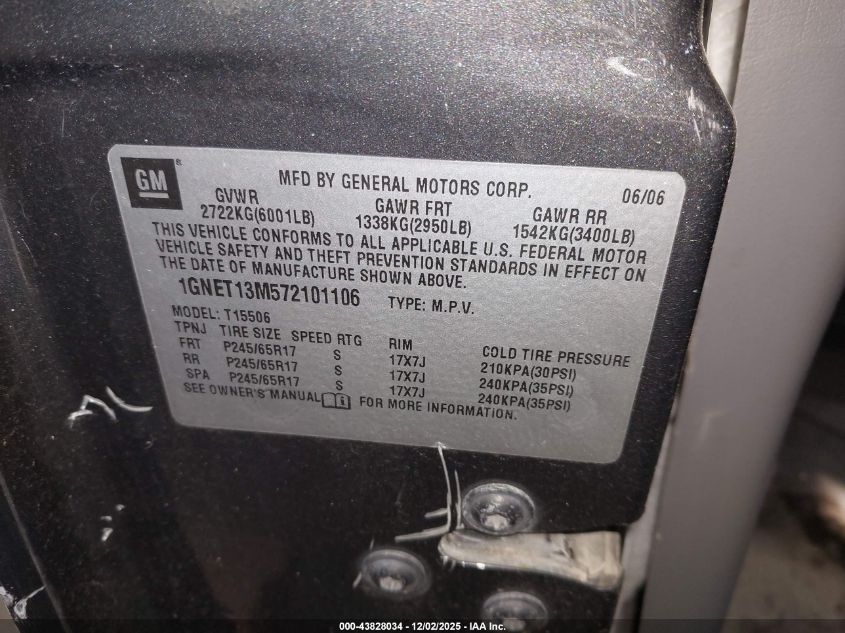 GM ®
MFD BY GENERAL MOTORS CORP. 06/06
GVWR GAWR FRT GAWR RR
2722KG(6001LB) 1338KG(2950LB) 1542KG(3400LB)
THIS VEHICLE CONFORMS TO ALL APPLICABLE U.S. FEDERAL MOTOR
VEHICLE SAFETY AND THEFT PREVENTION STANDARDS IN EFFECT ON
THE DATE OF MANUFACTURE SHOWN ABOVE.
1GNET13M572101106 TYPE: M.P.V.
MODEL: T15506
TPNJ TIRE SIZE SPEED RTG RIM COLD TIRE PRESSURE
FRT P245/65R17 S 17X7J 210KPA(30PSI)
RR P245/65R17 S 17X7J 240KPA(35PSI)
SPA P245/65R17 S 17X7J 240KPA(35PSI)
SEE OWNER'S MANUAL i FOR MORE INFORMATION.
000-43828034 - 12/02/2025 - IAA Inc.